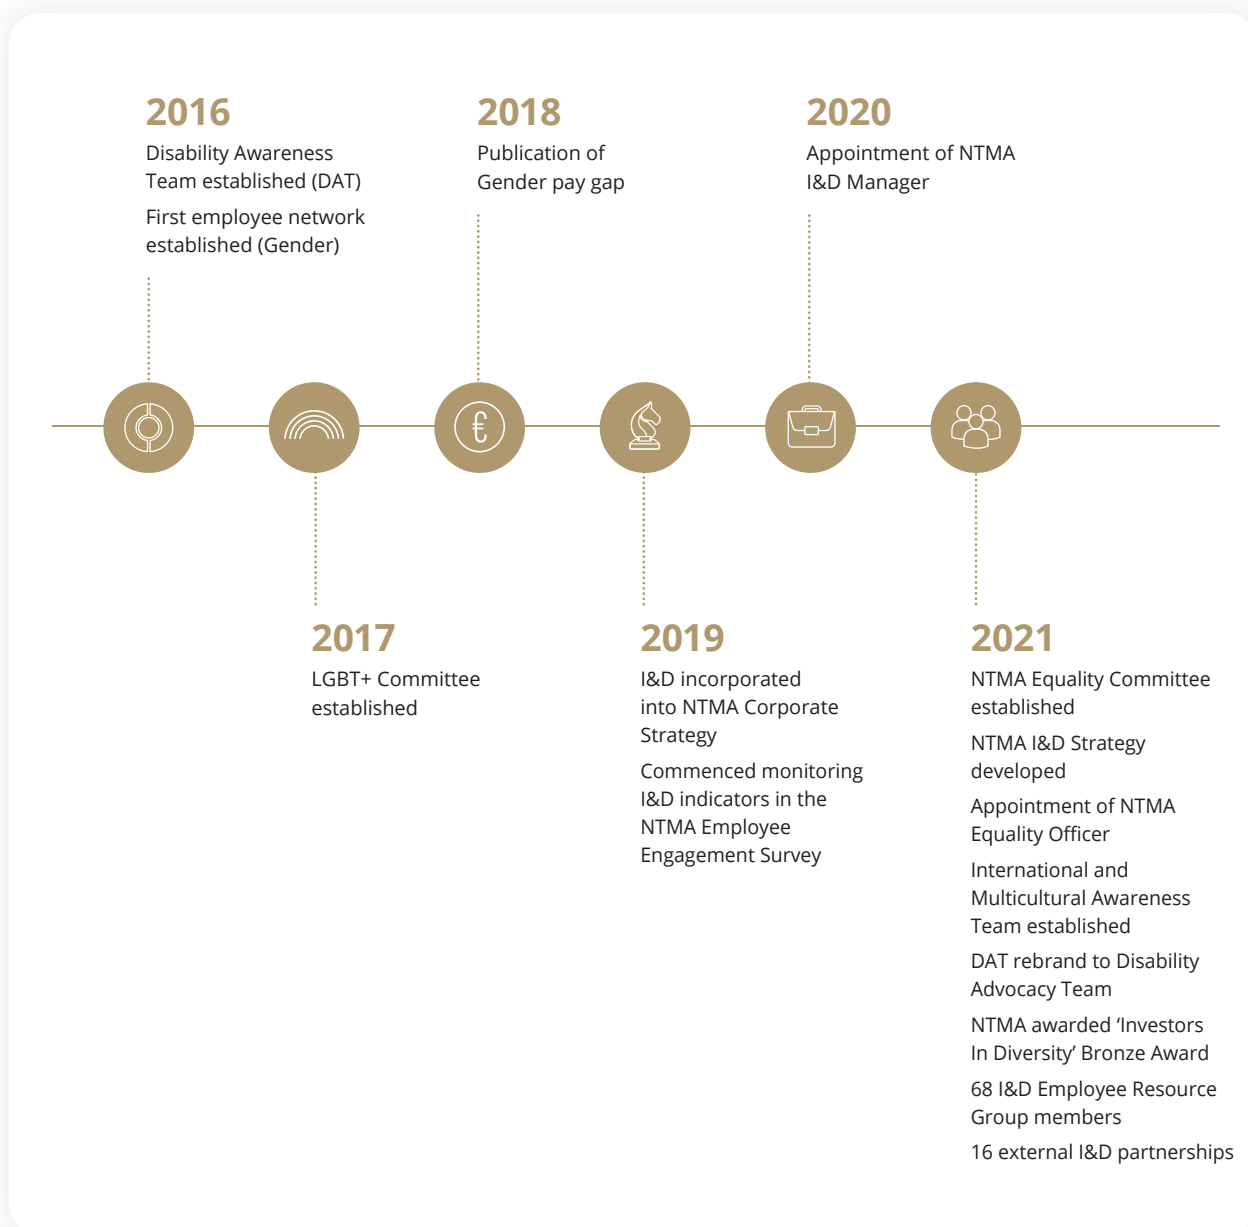 2016
Disability Awareness
Team established (DAT)
First employee network
established (Gender)
2018
Publication of
Gender pay gap
2020
Appointment of NTMA
I&D Manager
€
2017
LGBT+ Committee
established
2019
I&D incorporated
into NTMA Corporate
Strategy
Commenced monitoring
I&D indicators in the
NTMA Employee
Engagement Survey
2021
NTMA Equality Committee
established
NTMA I&D Strategy
developed
Appointment of NTMA
Equality Officer
International and
Multicultural Awareness
Team established
DAT rebrand to Disability
Advocacy Team
NTMA awarded ‘Investors
In Diversity’ Bronze Award
68 I&D Employee Resource
Group members
16 external I&D partnerships